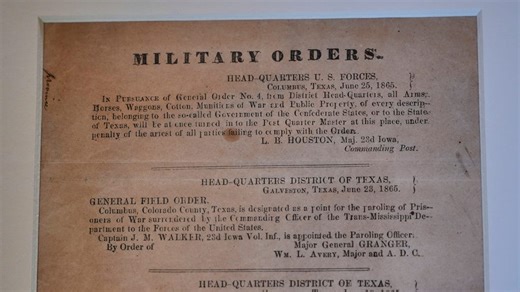 MILITARY ORDERS.
HEAD-QUARTERS U. S. FORCES,
COLUMBUS, TEXAS, June 25, 1865.
IN PURSUANCE of General Order No. 4, from District Head-Quarters, all Arms,
Horses, Waggons, Cotton, Munitions of War and Public Property, of every descrip-
tion, belonging to the so-called Government of the Confederate States, or to the State
of Texas, will be at once turned in to the Post Quarter Master at this place, under
penalty of the arrest of all parties failing to comply with the Order.
L. B. HOUSTON, Maj. 23d Iowa,
Commanding Post.
HEAD-QUARTERS DISTRICT OF TEXAS,
GALVESTON, TEXAS, June 23, 1865.
GENERAL FIELD ORDER.
Columbus, Colorado County, Texas, is designated as a point for the paroling of Pris-
oners of War surrendered by the Commanding Officer of the Trans-Mississippi De-
partment to the Forces of the United States.
Captain J. M. WALKER, 23d Iowa Vol. Inf., is appointed the Paroling Officer.
By Order of Major General GRANGER,
WM. L. AVERY, Major and A. D. C.
HEAD-QUARTERS DISTRICT OF TEXAS,